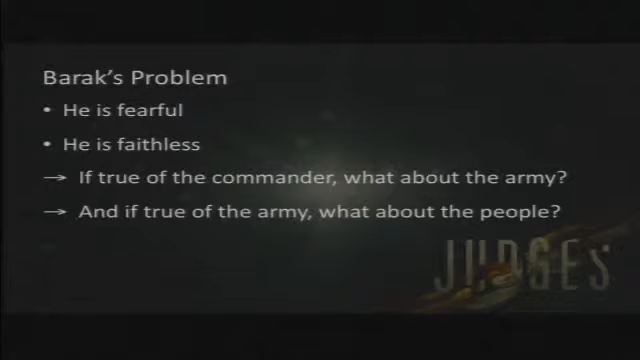 Barak's Problem
• He is fearful
• He is faithless
→ If true of the commander, what about the army?
→ And if true of the army, what about the people?
JUDGES